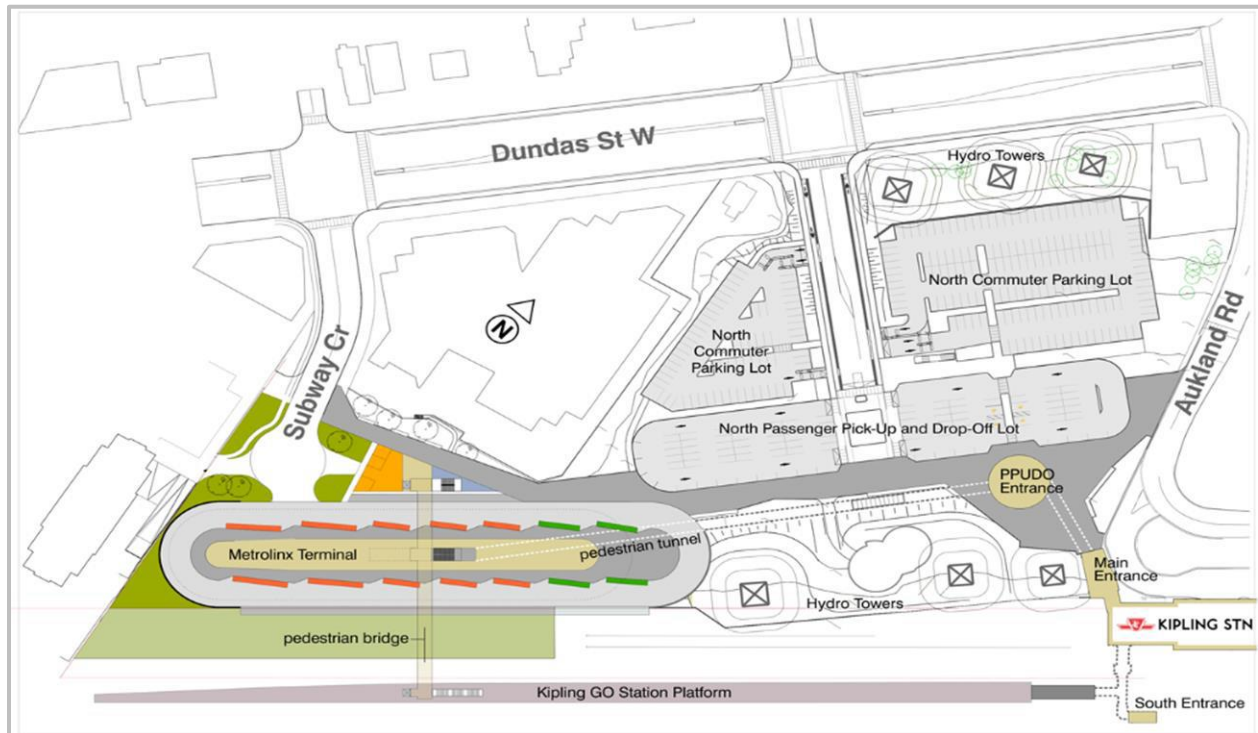 Dundas St W
Hydro Towers
North Commuter Parking Lot
North
Commuter
Parking Lot
N
Subway Cr
Aukland Rd
North Passenger Pick-Up and Drop-Off Lot
PPUDO
Entrance
Metrolinx Terminal
pedestrian tunnel
Main
Entrance
Hydro Towers
KIPLING STN
pedestrian bridge
Kipling GO Station Platform
South Entrance